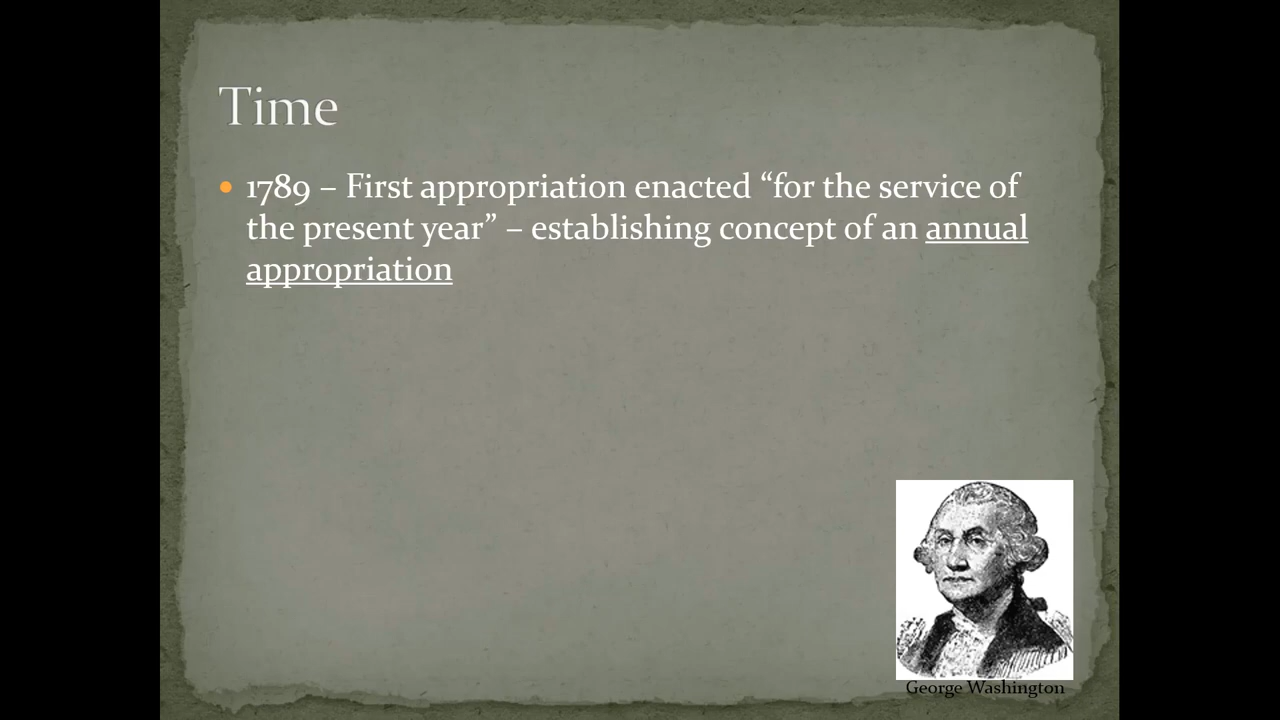 Time
• 1789 – First appropriation enacted “for the service of
the present year” – establishing concept of an annual
appropriation
George Washington